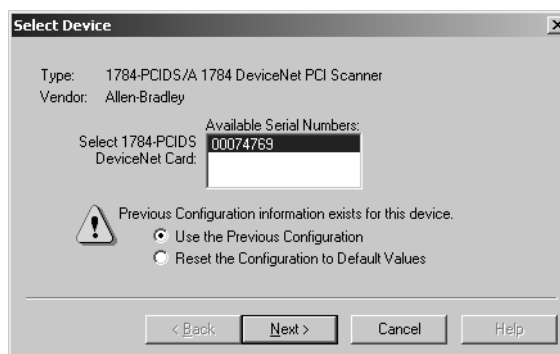 Select Device
Type: 1784-PCIDS/A 1784 DeviceNet PCI Scanner
Vendor: Allen-Bradley
Available Serial Numbers:
Select 1784-PCIDS
DeviceNet Card:
00074769
Previous Configuration information exists for this device.
Use the Previous Configuration
Reset the Configuration to Default Values
< Back
Next >
Cancel
Help